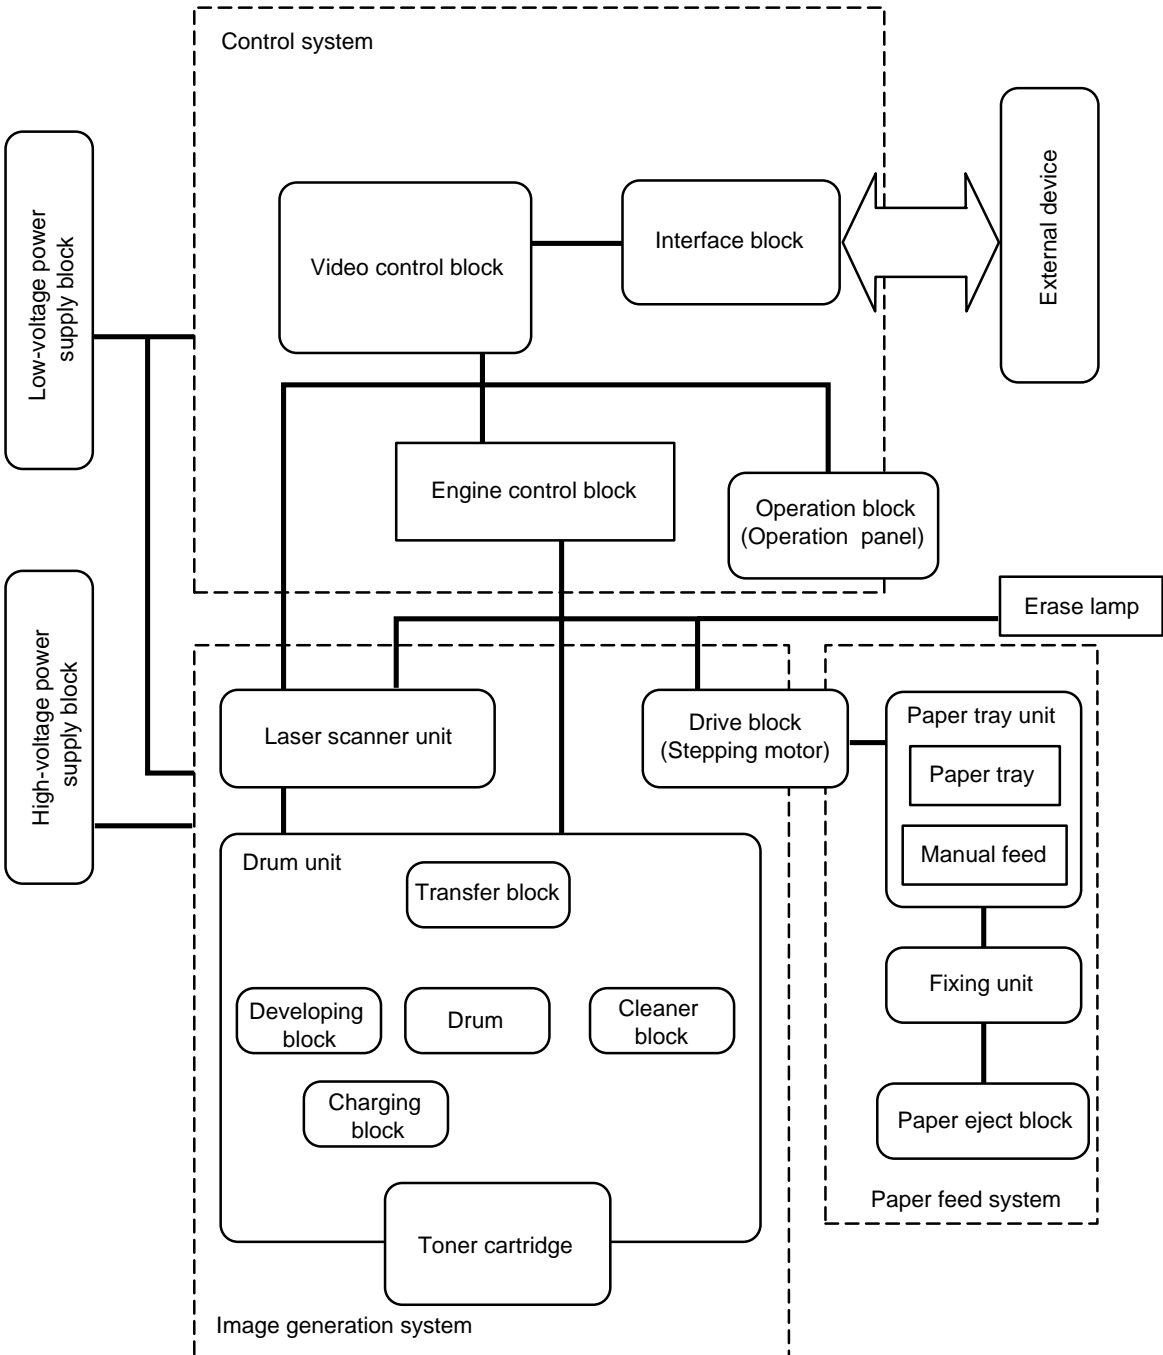 Control system
Low-voltage power
supply block
External device
Interface block
Video control block
Engine control block
Operation block
(Operation panel)
High-voltage power
supply block
Erase lamp
Laser scanner unit
Drive block
(Stepping motor)
Paper tray unit
Paper tray
Manual feed
Drum unit
Transfer block
Developing
block
Drum
Cleaner
block
Fixing unit
Charging
block
Paper eject block
Paper feed system
Toner cartridge
Image generation system